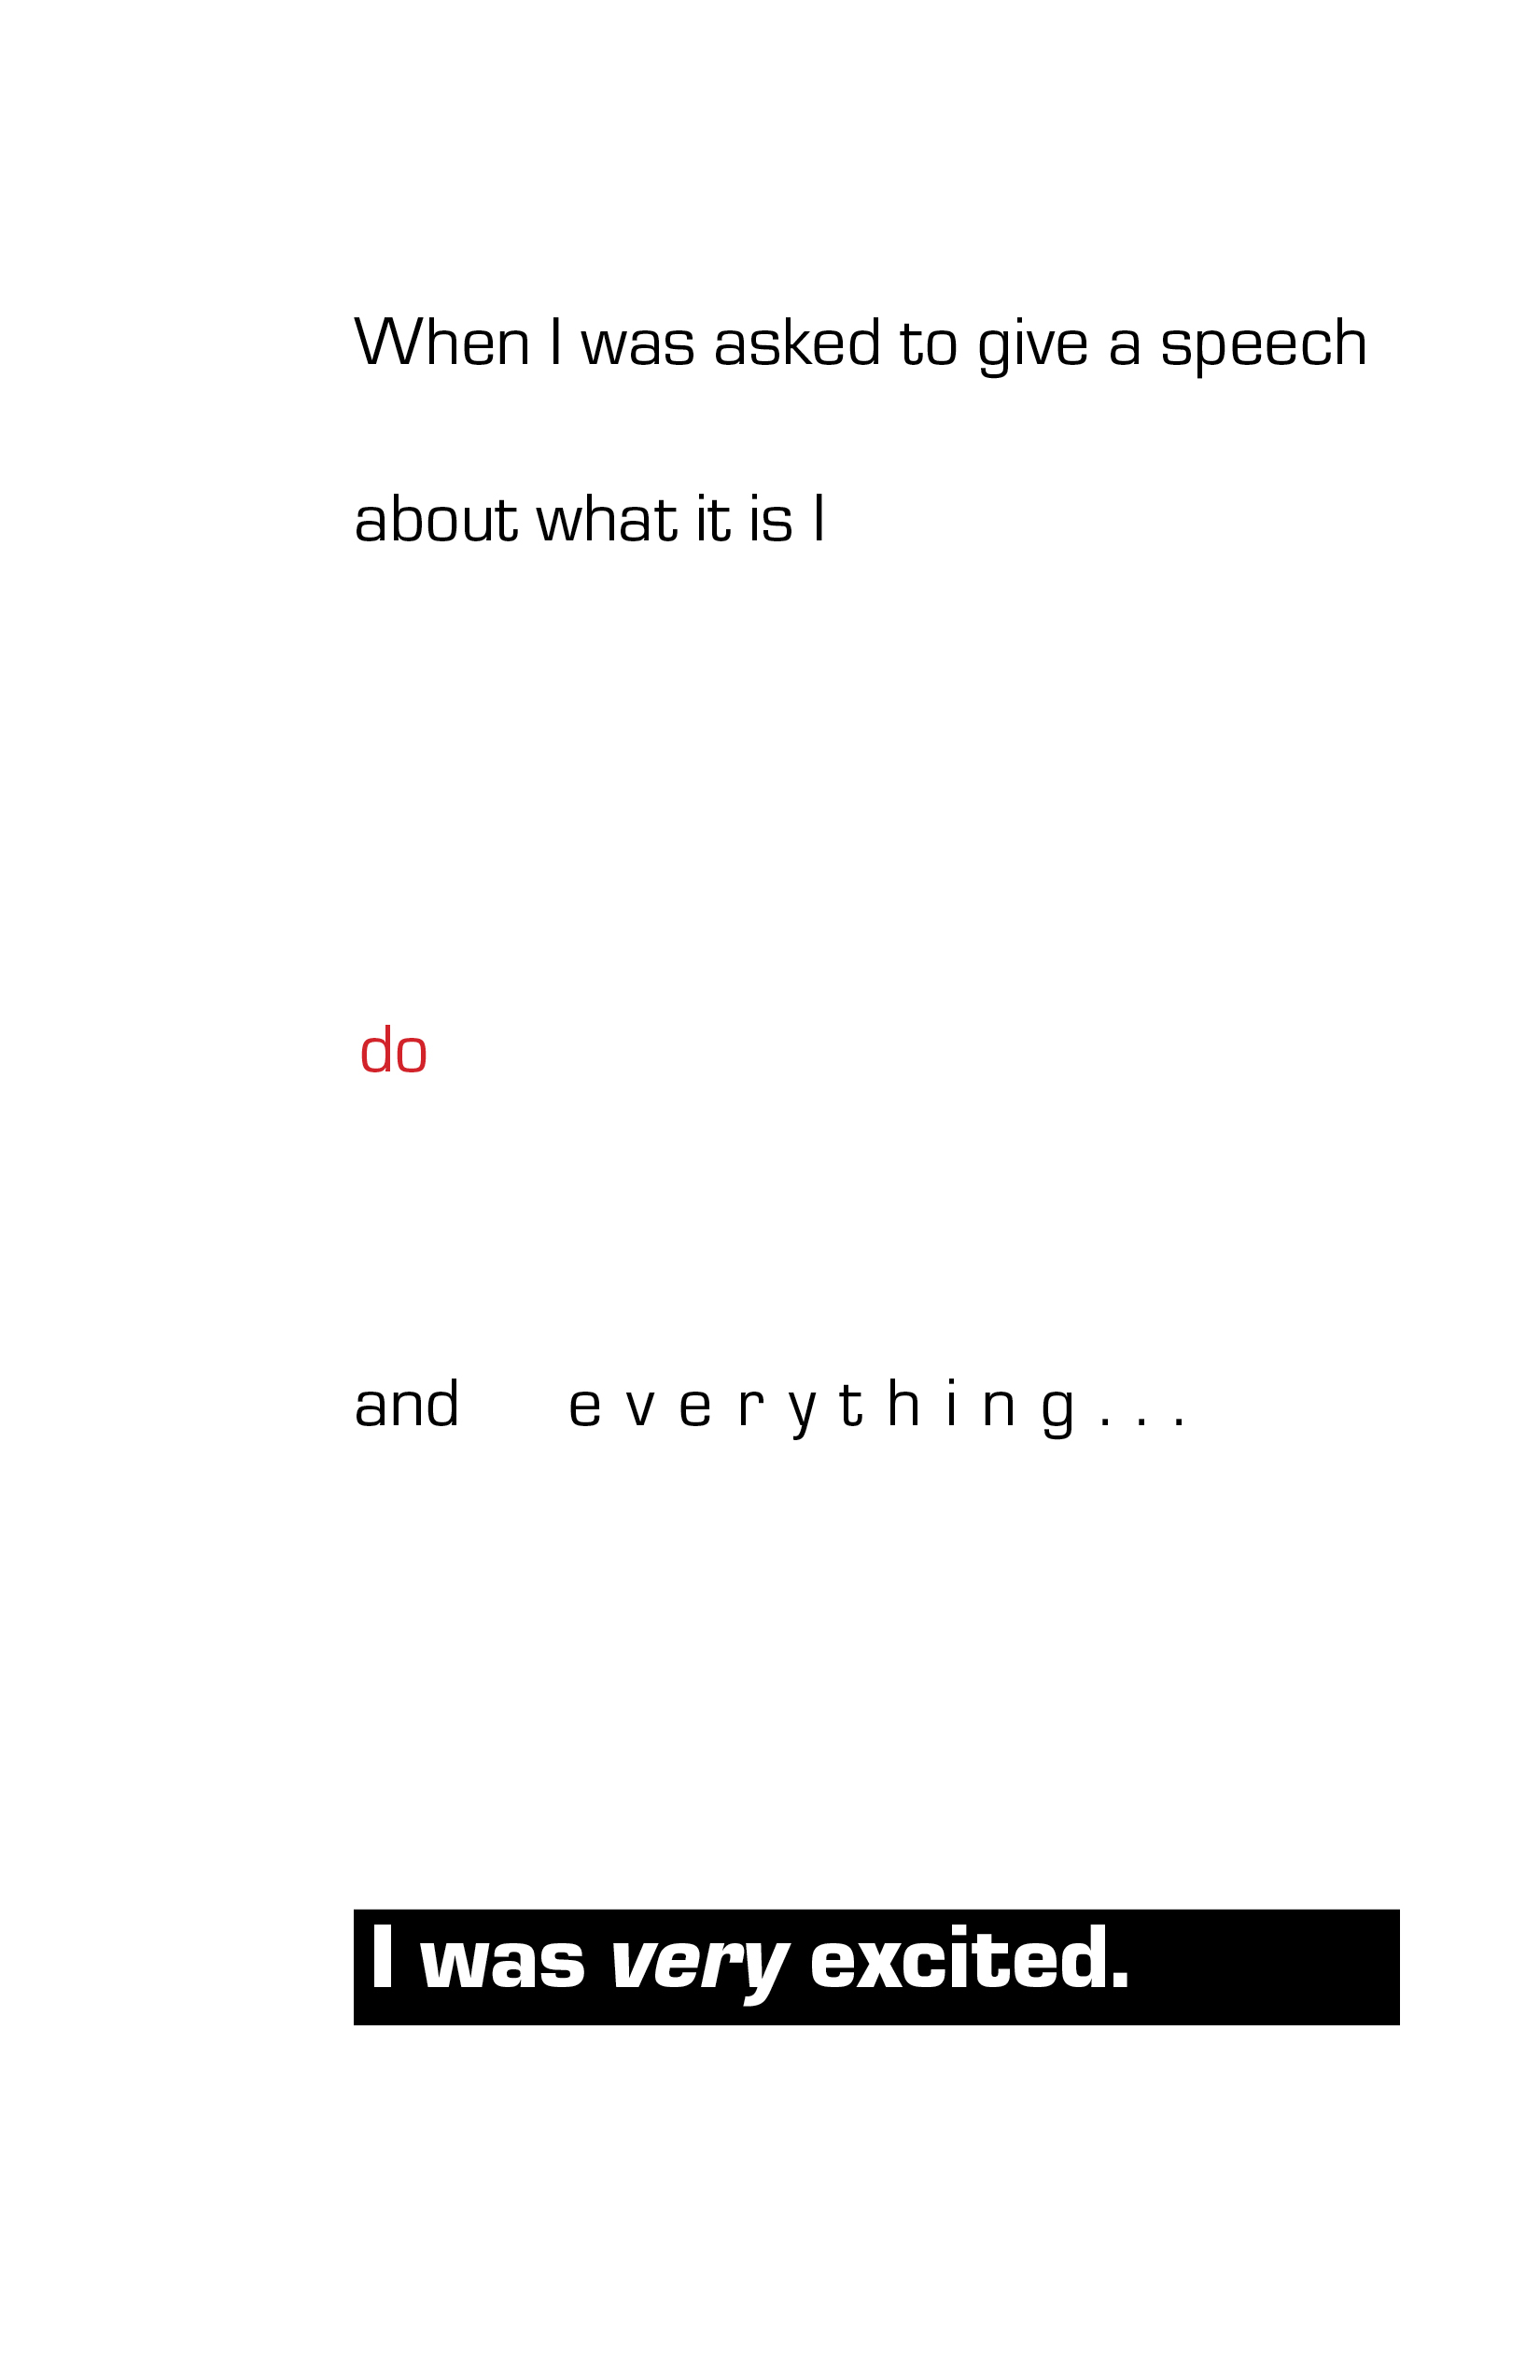 When I was asked to give a speech
about what it is I
do
and e v e r y t h i n g . . .
I was very excited.